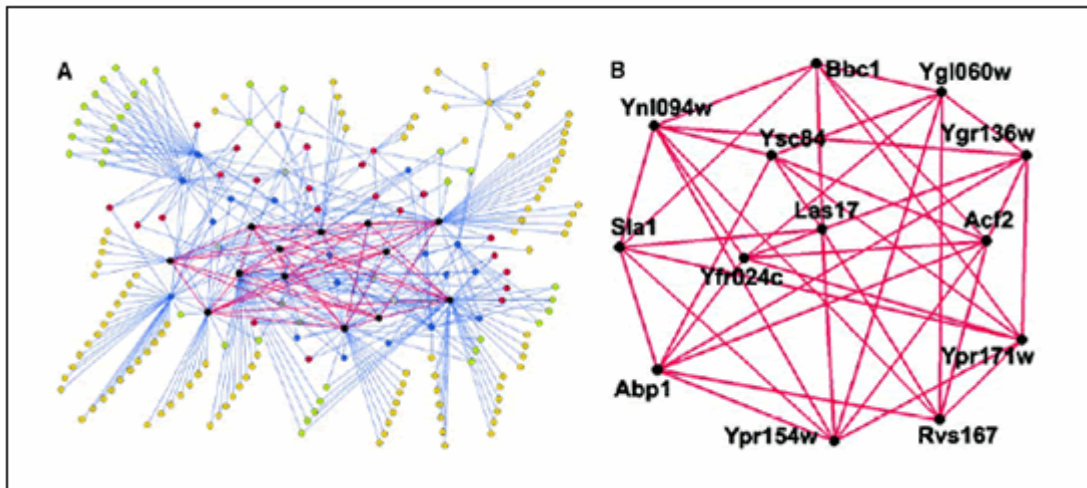 A
B
Bbc1
Ygl060w
Ynl094w
Ysc84
Ygr136w
Las17
Acf2
Sla1
Yfr024c
Ypr171w
Abp1
Ypr154w
Rvs167